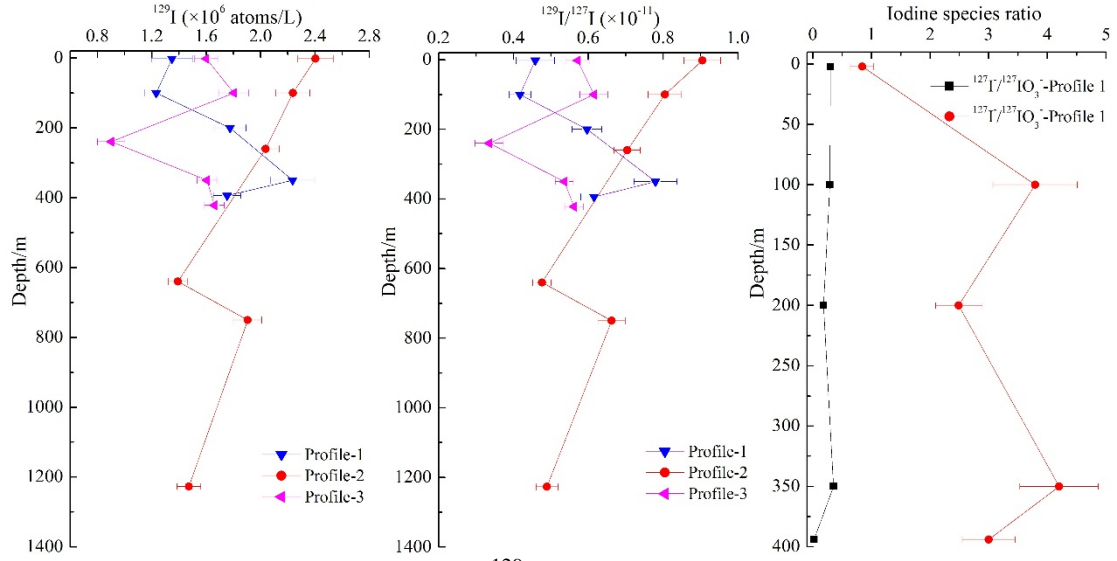 ¹²⁹I (×10⁶ atoms/L)
0.8 1.2 1.6 2.0 2.4 2.8
0
200
400
600
800
1000
1200
1400
Depth/m
Profile-1
Profile-2
Profile-3
¹²⁹I/¹²⁷I (×10⁻¹¹)
0.2 0.4 0.6 0.8 1.0
0
200
400
600
800
1000
1200
1400
Depth/m
Profile-1
Profile-2
Profile-3
Iodine species ratio
0 1 2 3 4 5
0
50
100
150
200
250
300
350
400
Depth/m
¹²⁷I⁻/¹²⁷IO₃⁻-Profile 1
¹²⁷I⁻/¹²⁷IO₃⁻-Profile 1
129